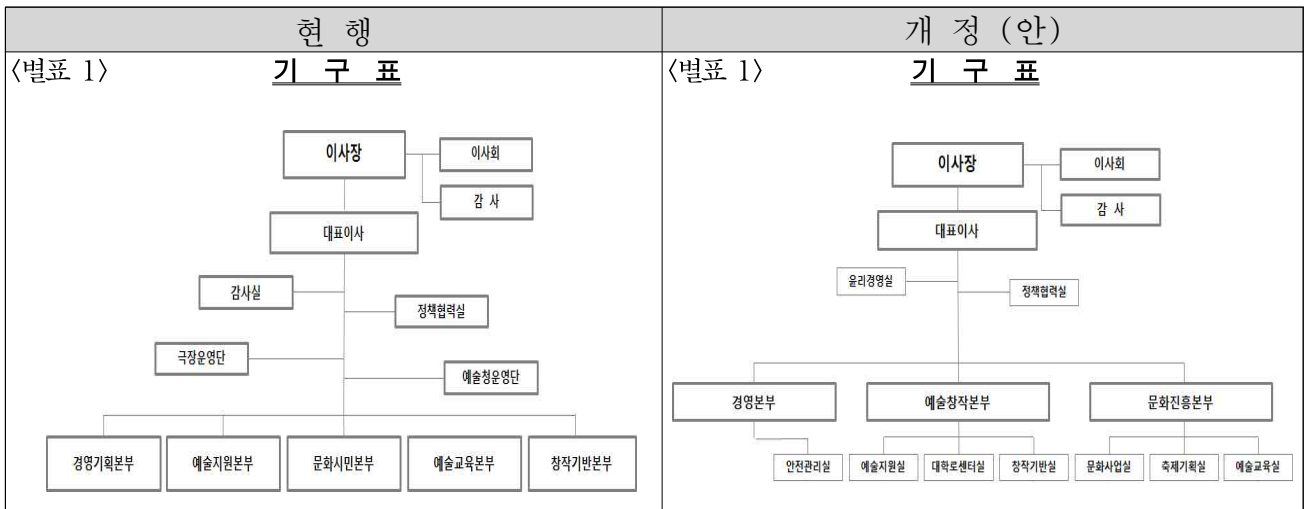 현 행
개 정 (안)
<별표 1>
기 구 표
이사장
이사회
감 사
대표이사
감사실
정책협력실
극장운영단
예술청운영단
경영기획본부
예술지원본부
문화시민본부
예술교육본부
창작기반본부
<별표 1>
기 구 표
이사장
이사회
감 사
대표이사
윤리경영실
정책협력실
경영본부
예술창작본부
문화진흥본부
안전관리실
예술지원실
대학로센터실
창작기반실
문화사업실
축제기획실
예술교육실